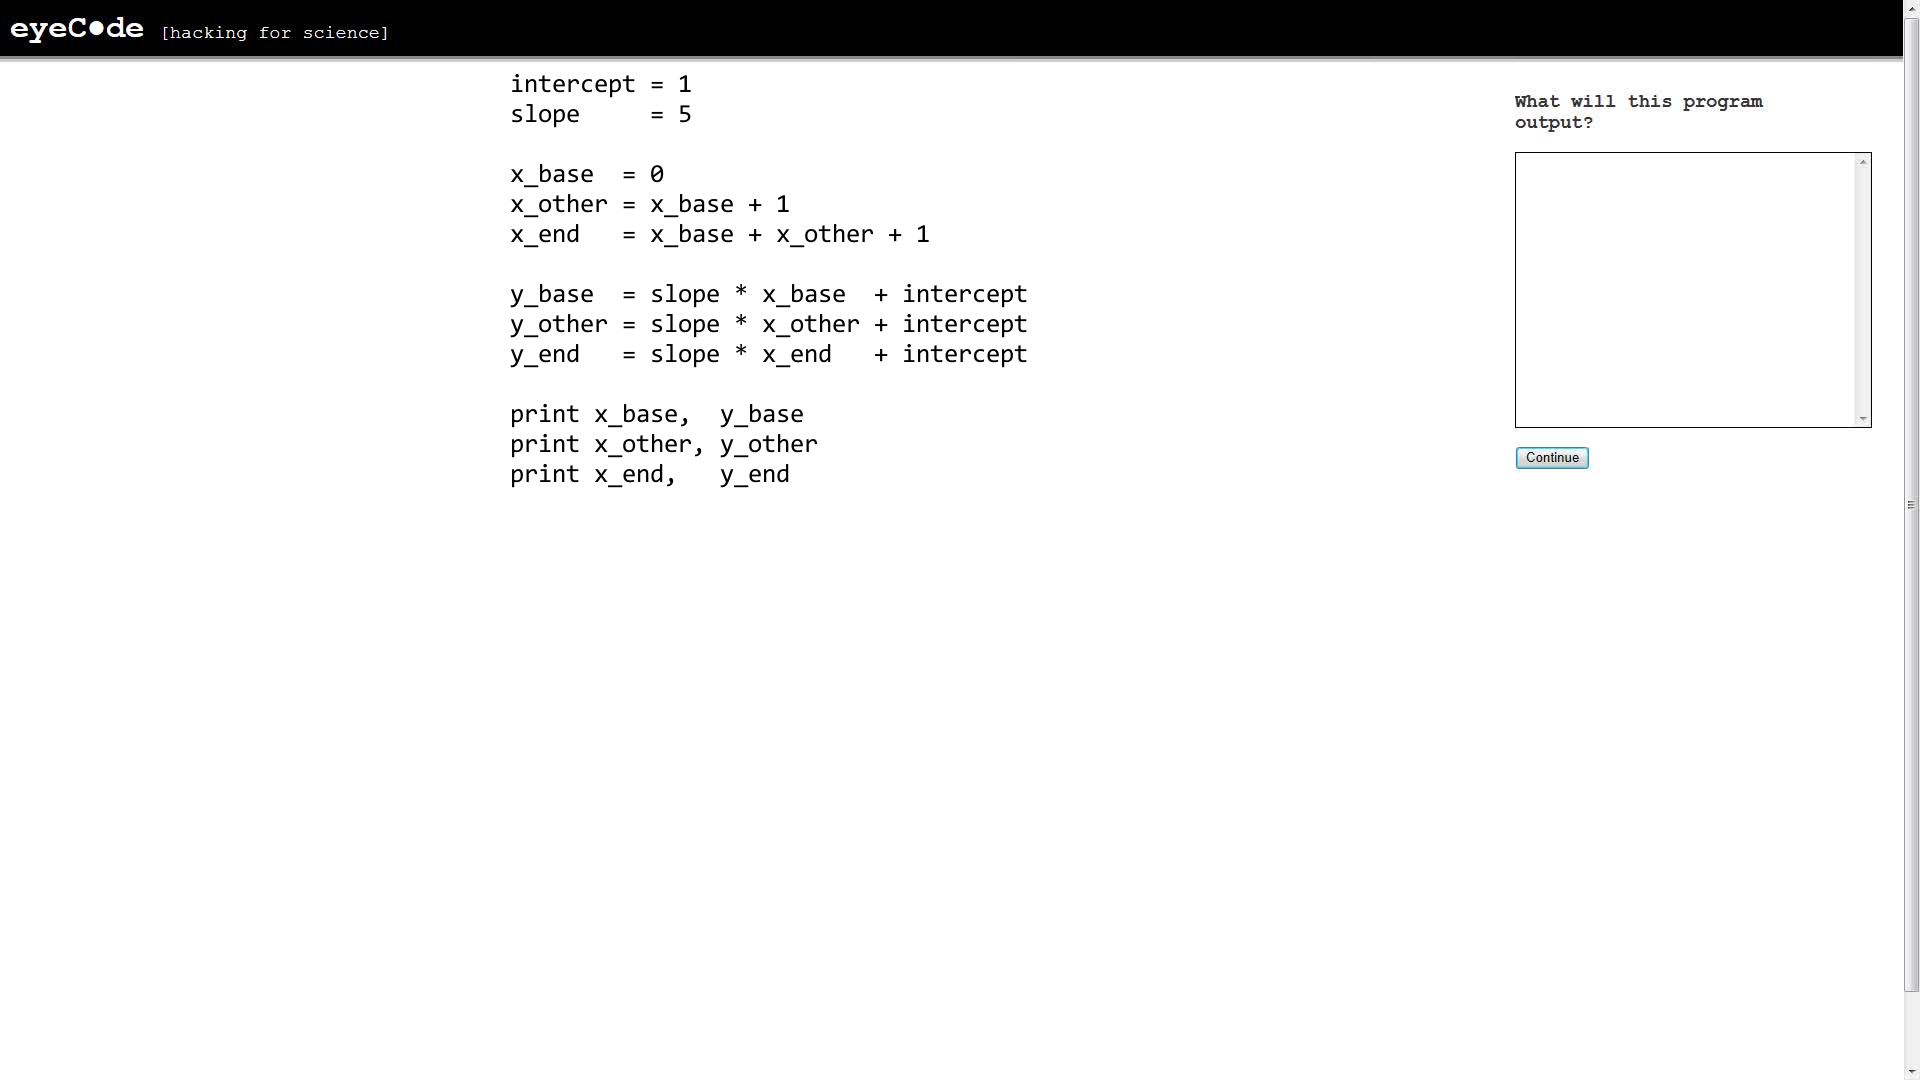 eyeC●de [hacking for science]
intercept = 1
slope     = 5
x_base  = 0
x_other = x_base + 1
x_end   = x_base + x_other + 1
y_base  = slope * x_base  + intercept
y_other = slope * x_other + intercept
y_end   = slope * x_end   + intercept
print x_base,  y_base
print x_other, y_other
print x_end,   y_end
What will this program
output?
Continue